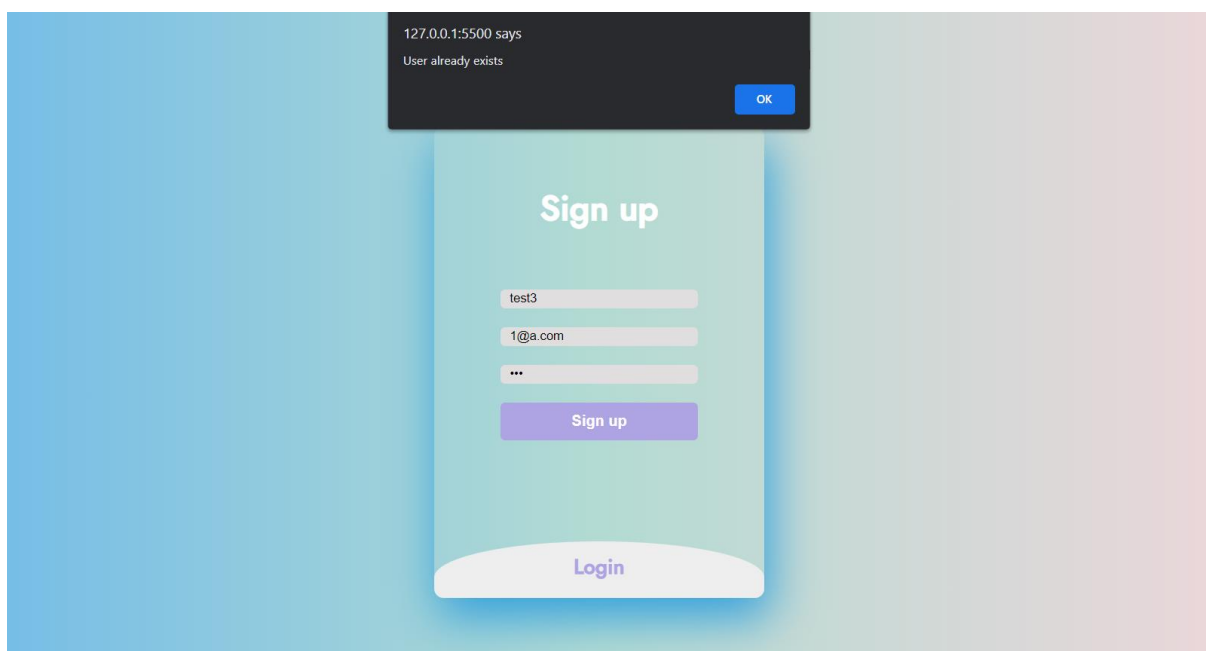 127.0.0.1:5500 says
User already exists
OK
Sign up
test3
1@a.com
•••
Sign up
Login